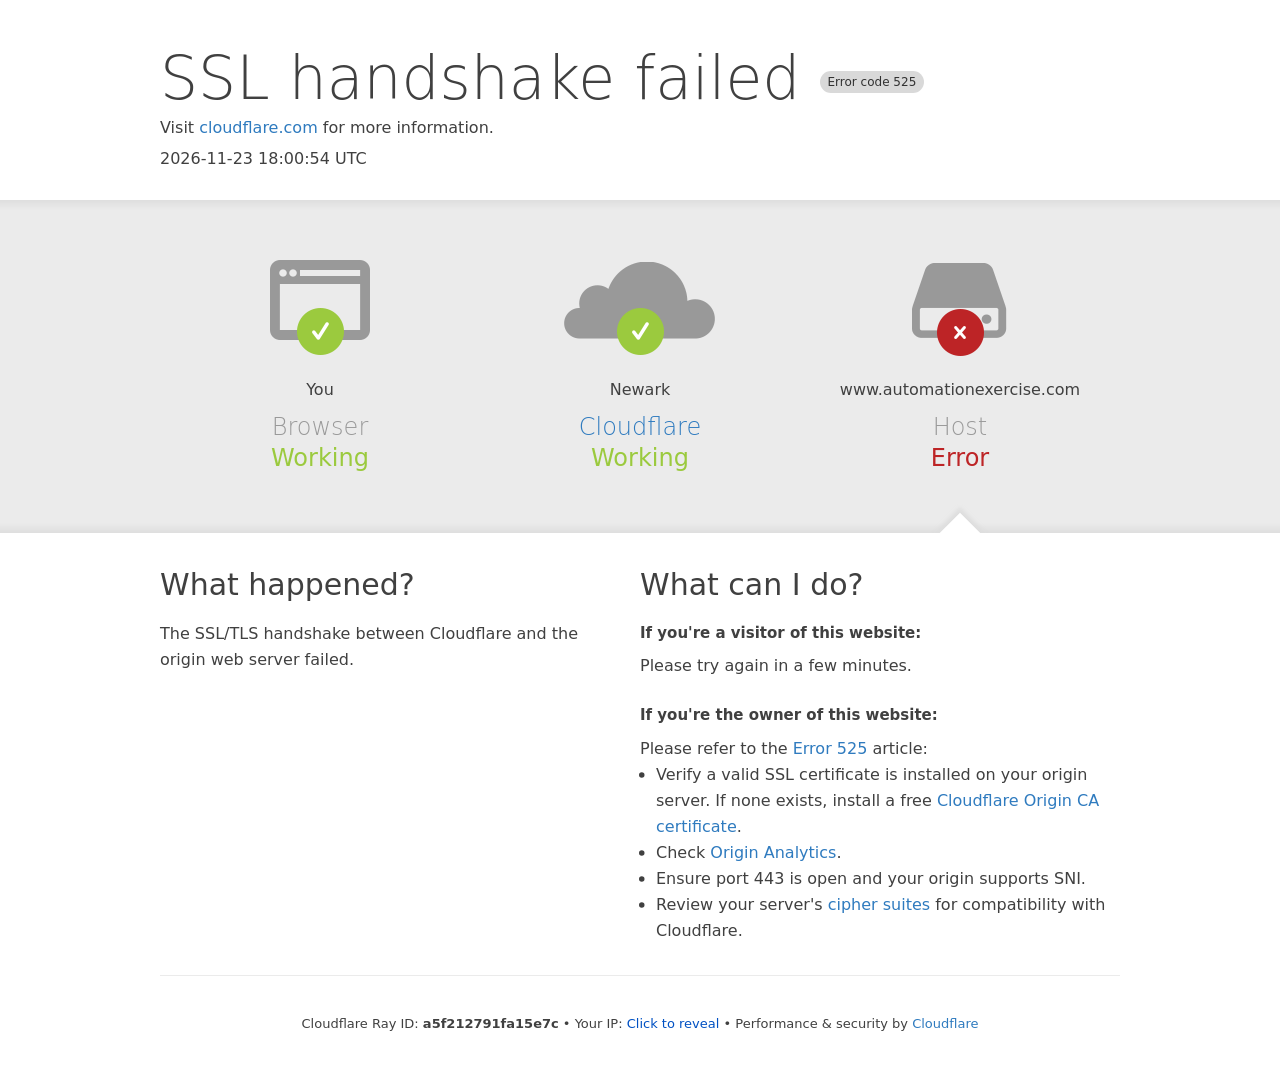 SSL handshake failed Error code 525
Visit cloudflare.com for more information.
2026-11-23 18:00:54 UTC
You
Browser
Working
Newark
Cloudflare
Working
www.automationexercise.com
Host
Error
What happened?
The SSL/TLS handshake between Cloudflare and the
origin web server failed.
What can I do?
If you're a visitor of this website:
Please try again in a few minutes.
If you're the owner of this website:
Please refer to the Error 525 article:
• Verify a valid SSL certificate is installed on your origin
server. If none exists, install a free Cloudflare Origin CA
certificate.
• Check Origin Analytics.
• Ensure port 443 is open and your origin supports SNI.
• Review your server's cipher suites for compatibility with
Cloudflare.
Cloudflare Ray ID: a5f212791fa15e7c • Your IP: Click to reveal • Performance & security by Cloudflare